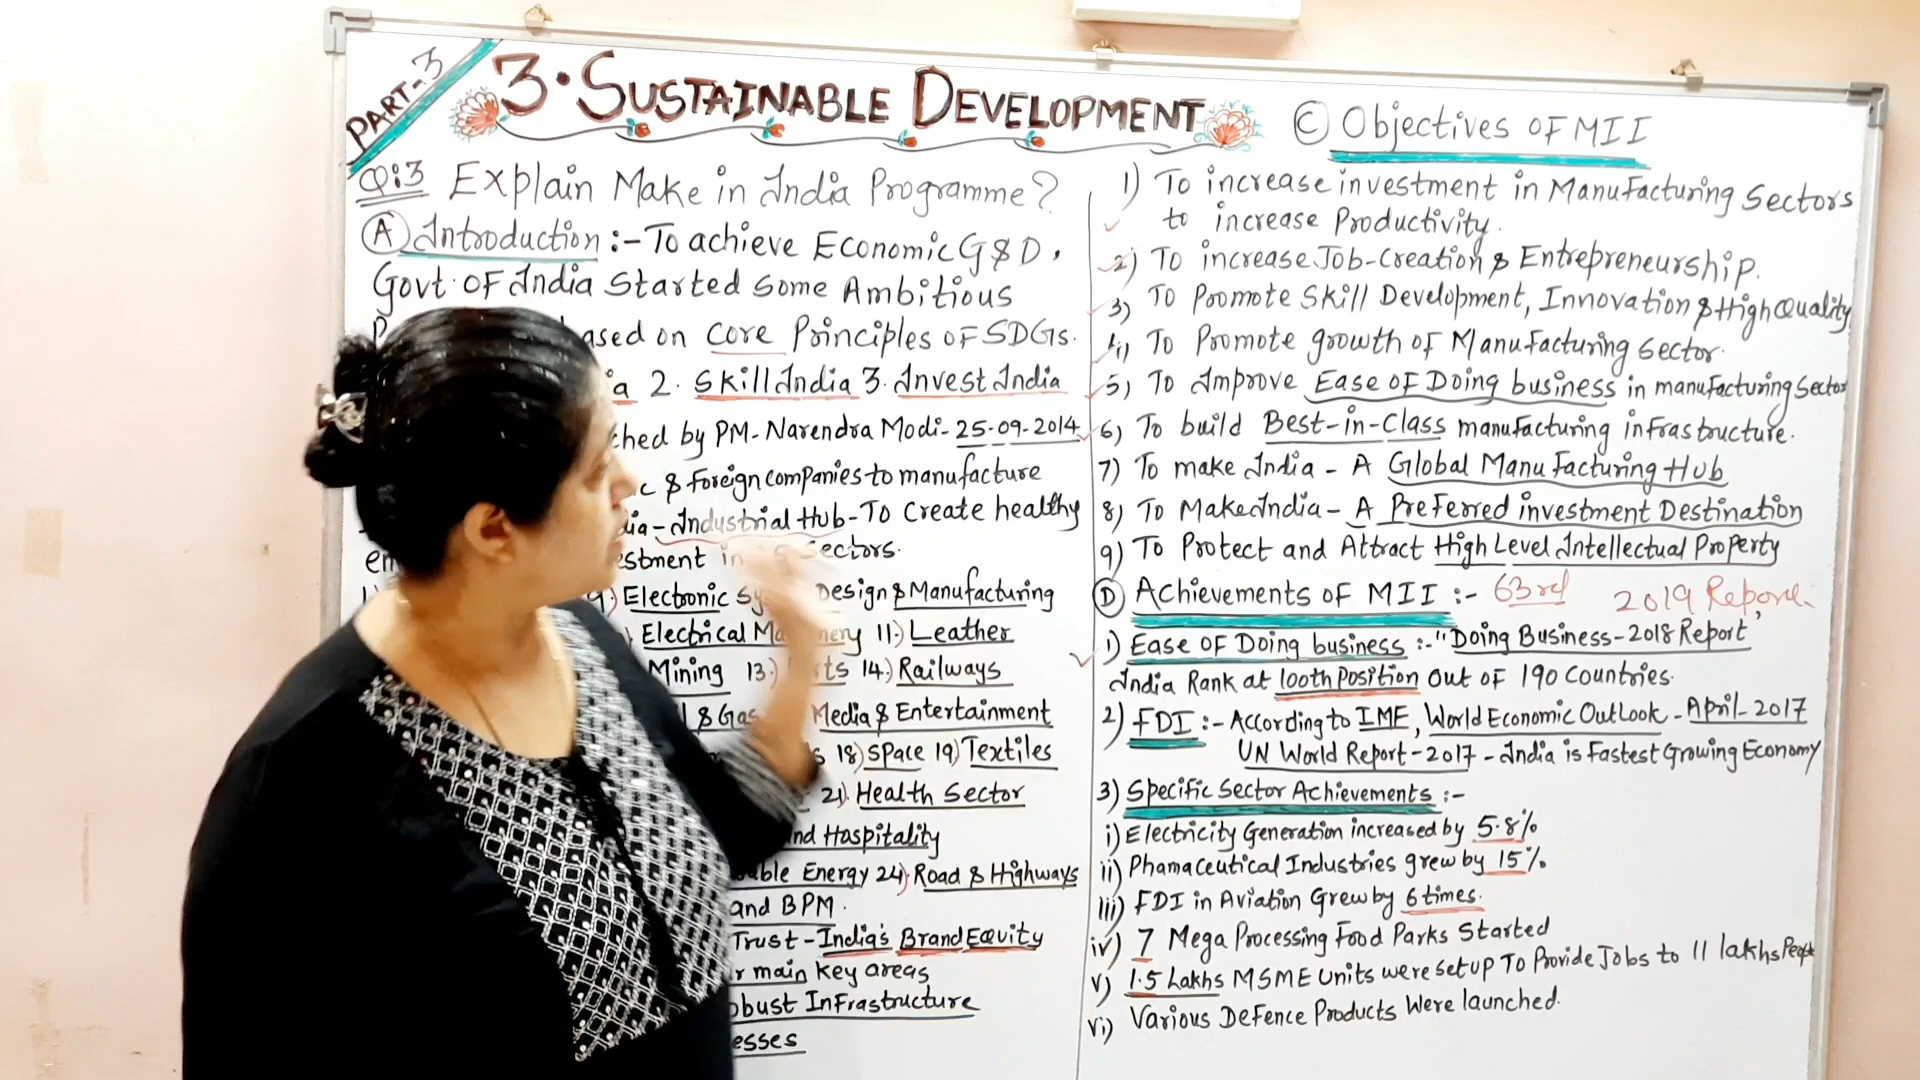 PART-3
3. SUSTAINABLE DEVELOPMENT
Q:3 Explain Make in India Programme?
(A) Introduction :- To achieve Economic G & D,
Govt. OF India Started Some Ambitious
ased on Core Principles OF SDGs.
a 2. Skill India 3. Invest India
ched by PM- Narendra Modi- 25-09-2014
c & Foreign companies to manufacture
ia - Industrial Hub - To Create healthy
en estment in sectors.
9.) Electronic Sy Design & Manufacturing
) Electrical Ma nery 11:) Leather
Mining 13.) rts 14.) Railways
l & Gas Media & Entertainment
s 18) Space 19) Textiles
21) Health Sector
nd Hospitality
able Energy 24) Road & Highways
and BPM.
Trust - India's Brand Equity
r main Key areas
obust Infrastructure
esses
(C) Objectives OF MII
1) To increase investment in Manufacturing Sectors
to increase Productivity.
2) To increase Job-Creation & Entrepreneurship.
3) To Promote Skill Development, Innovation & High Quality
4) To Promote growth OF Manufacturing Sector.
5) To Improve Ease OF Doing business in manufacturing Sector
6) To build Best-in-Class manufacturing infrastructure.
7) To make India - A Global Manufacturing Hub
8) To Make India - A Preferred investment Destination
9) To Protect and Attract High Level Intellectual Property
(D) Achievements OF MII :- 63rd 2019 Report.
1) Ease OF Doing business :- "Doing Business - 2018 Report"
India Rank at 100th Position Out OF 190 Countries.
2) FDI :- According to IMF, World Economic Outlook - April- 2017
UN World Report - 2017 - India is Fastest Growing Economy
3) Specific Sector Achievements :-
i) Electricity Generation increased by 5.8%
ii) Phamaceutical Industries grew by 15%
iii) FDI in Aviation Grew by 6 times.
iv) 7 Mega Processing Food Parks Started
v) 1.5 Lakhs MSME Units were setup To Provide Jobs to 11 lakhs People
vi) Various Defence Products Were launched.